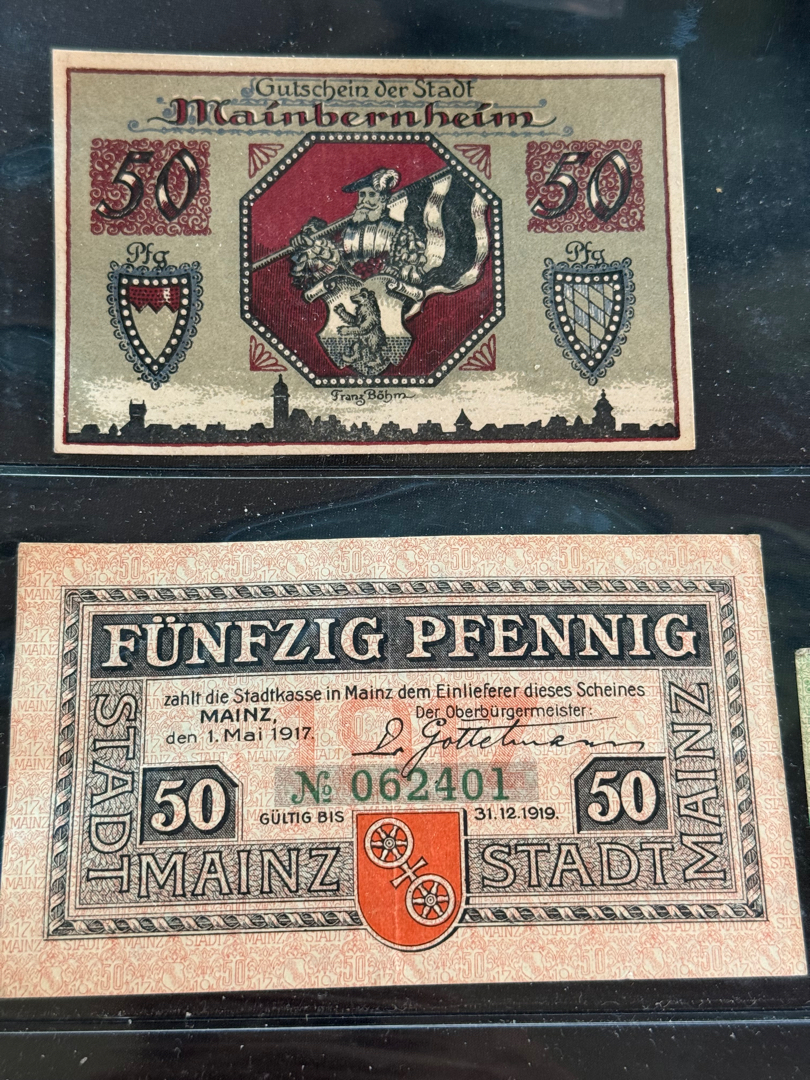 Gutschein der Stadt
Mainbernheim
50 50
Pfg Pfg
Franz Böhm
FÜNFZIG PFENNIG
zahlt die Stadtkasse in Mainz dem Einlieferer dieses Scheines
MAINZ, Der Oberbürgermeister:
den 1. Mai 1917. Dr Göttelmann
№ 062401
50 50
GÜLTIG BIS 31.12.1919.
STADT MAINZ STADT MAINZ